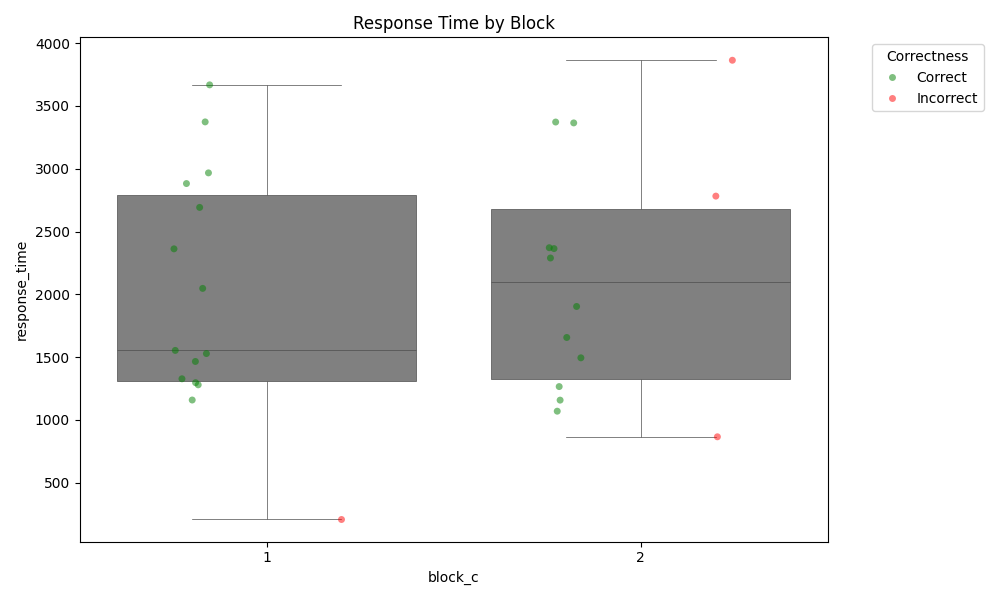 Response Time by Block
Correctness
Correct
Incorrect
response_time
4000
3500
3000
2500
2000
1500
1000
500
1
2
block_c